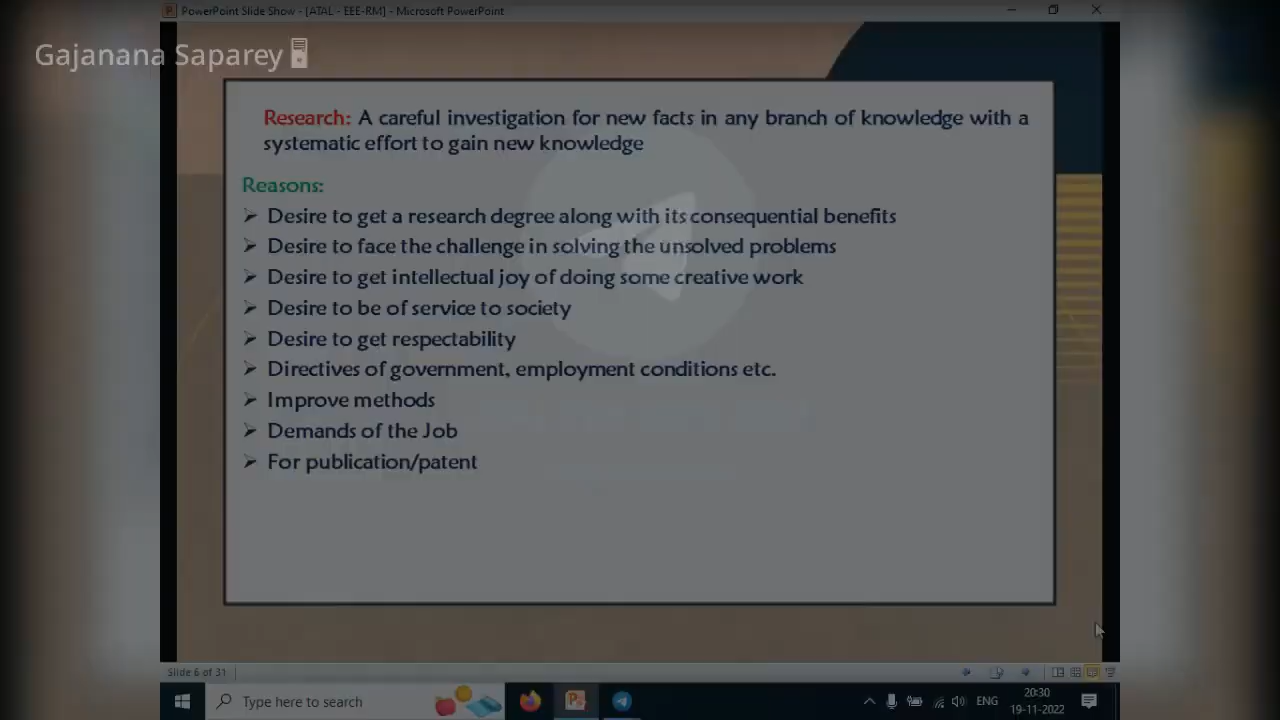 PowerPoint Slide Show - [ATAL - EEE-RM] - Microsoft PowerPoint
Gajanana Saparey
Research: A careful investigation for new facts in any branch of knowledge with a
systematic effort to gain new knowledge
Reasons:
Desire to get a research degree along with its consequential benefits
Desire to face the challenge in solving the unsolved problems
Desire to get intellectual joy of doing some creative work
Desire to be of service to society
Desire to get respectability
Directives of government, employment conditions etc.
Improve methods
Demands of the Job
For publication/patent
Slide 6 of 31
Type here to search
ENG
20:30
19-11-2022